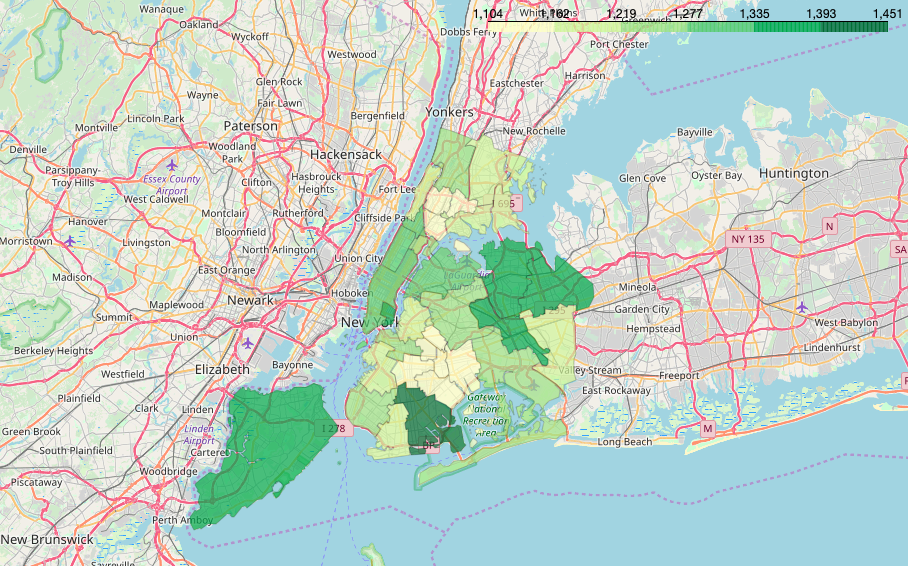 1,104 1,162 1,219 1,277 1,335 1,393 1,451
Wanaque
Oakland
White Plains
Greenwich
Wyckoff
Dobbs Ferry
Port Chester
Westwood
Glen Rock
Eastchester
Harrison
Wayne
Fair Lawn
Lincoln Park
Bergenfield
Yonkers
Montville
Paterson
New Rochelle
Bayville
Denville
Woodland
Park
Hackensack
Parsippany-
Troy Hills
Essex County
Airport
Clifton
Hasbrouck
Heights
Fort Lee
Glen Cove
Oyster Bay
Huntington
West Caldwell
I 695
Hanover
Montclair
Rutherford
Cliffside Park
Bloomfield
N
Morristown
Livingston
North Arlington
NY 135
SA
Union City
Madison
East Orange
LaGuardia
Airport
Mineola
Maplewood
Newark
Hoboken
Garden City
Summit
New York
Hempstead
West Babylon
Union
Berkeley Heights
Lindenhurst
Elizabeth
Bayonne
Valley Stream
Freeport
Westfield
East Rockaway
Plainfield
Clark
Linden
Gateway
National
Recreation
Area
Green Brook
Linden
Airport
I 278
M
South Plainfield
Carteret
BP
Long Beach
Woodbridge
Piscataway
Perth Amboy
New Brunswick
Sayreville